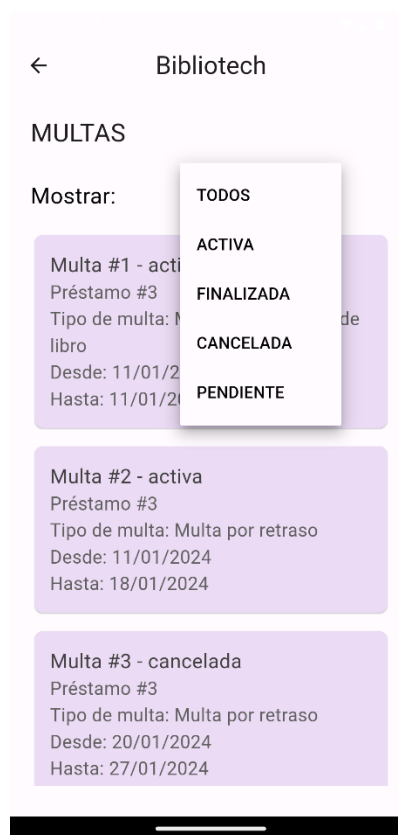 Bibliotech
MULTAS
Mostrar:
TODOS
ACTIVA
FINALIZADA
CANCELADA
PENDIENTE
Multa #1 -
Préstamo #3
Tipo de multa: de
libro
Desde: 11/01/2
Hasta: 11/01/2
Multa #2 - activa
Préstamo #3
Tipo de multa: Multa por retraso
Desde: 11/01/2024
Hasta: 18/01/2024
Multa #3 - cancelada
Préstamo #3
Tipo de multa: Multa por retraso
Desde: 20/01/2024
Hasta: 27/01/2024